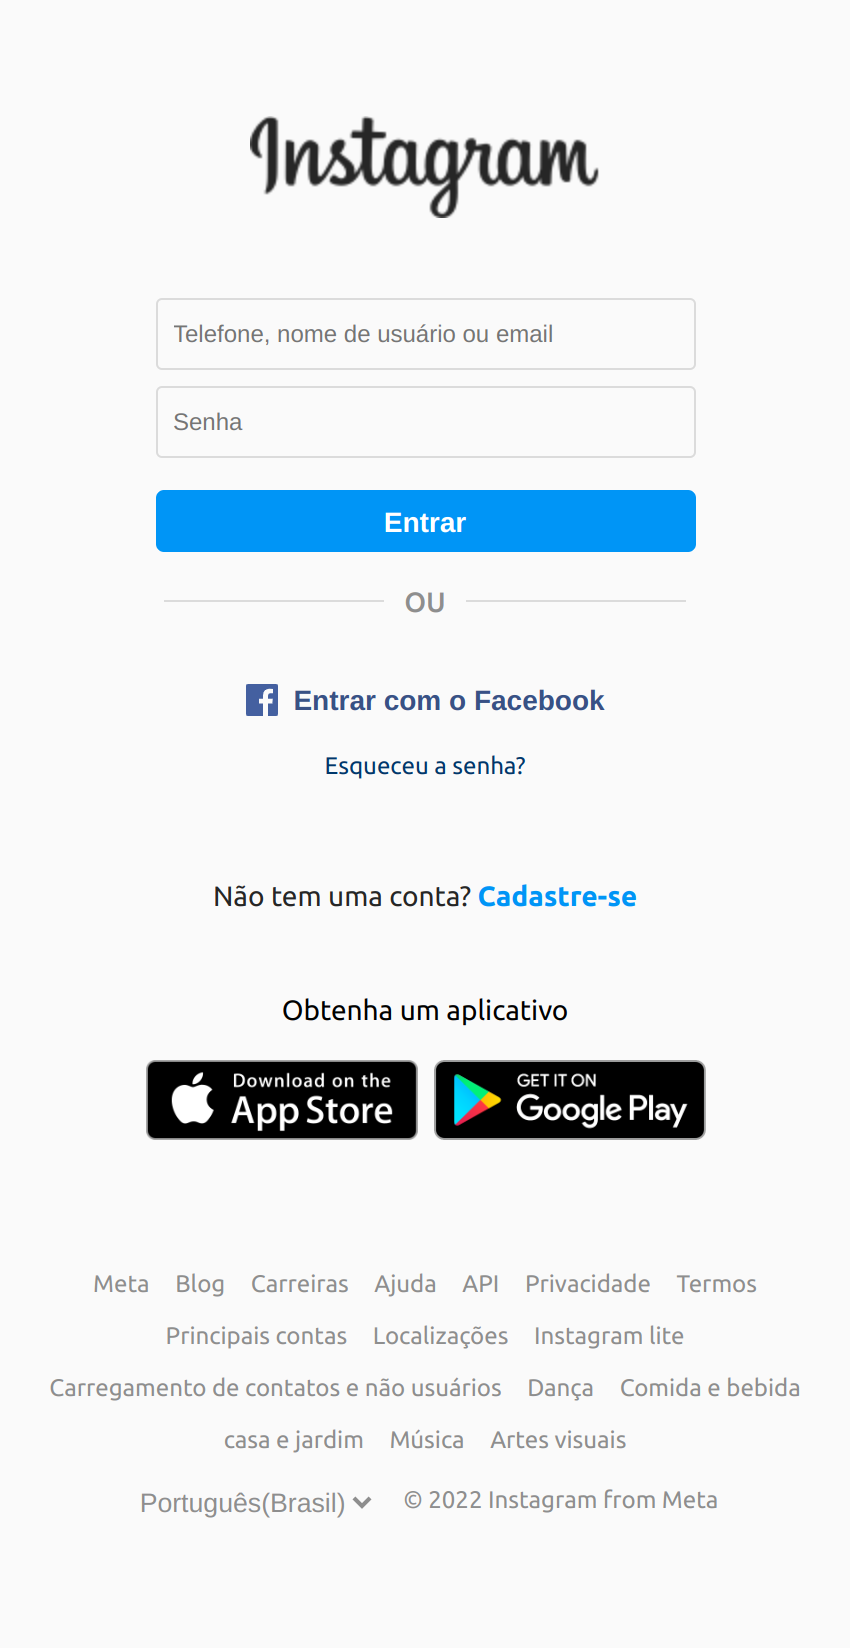 Instagram
Telefone, nome de usuário ou email
Senha
Entrar
OU
Entrar com o Facebook
Esqueceu a senha?
Não tem uma conta? Cadastre-se
Obtenha um aplicativo
Download on the
App Store
GET IT ON
Google Play
Meta Blog Carreiras Ajuda API Privacidade Termos
Principais contas Localizações Instagram lite
Carregamento de contatos e não usuários Dança Comida e bebida
casa e jardim Música Artes visuais
Português(Brasil) © 2022 Instagram from Meta